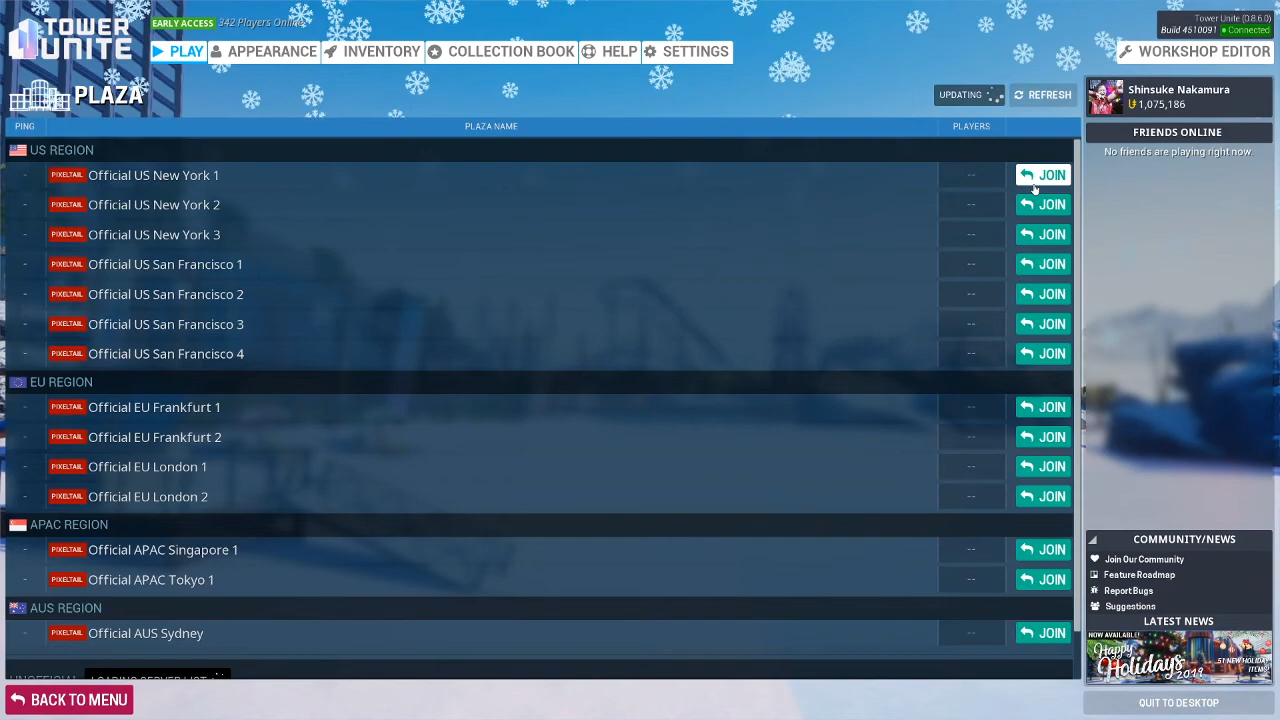 TOWER UNITE
EARLY ACCESS 342 Players Online
PLAY APPEARANCE INVENTORY COLLECTION BOOK HELP SETTINGS
Tower Unite (0.8.6.0)
Build 4510091 Connected
WORKSHOP EDITOR
PLAZA
UPDATING
REFRESH
Shinsuke Nakamura
1,075,186
PING PLAZA NAME PLAYERS
US REGION
- PIXELTAIL Official US New York 1 -- JOIN
- PIXELTAIL Official US New York 2 -- JOIN
- PIXELTAIL Official US New York 3 -- JOIN
- PIXELTAIL Official US San Francisco 1 -- JOIN
- PIXELTAIL Official US San Francisco 2 -- JOIN
- PIXELTAIL Official US San Francisco 3 -- JOIN
- PIXELTAIL Official US San Francisco 4 -- JOIN
EU REGION
- PIXELTAIL Official EU Frankfurt 1 -- JOIN
- PIXELTAIL Official EU Frankfurt 2 -- JOIN
- PIXELTAIL Official EU London 1 -- JOIN
- PIXELTAIL Official EU London 2 -- JOIN
APAC REGION
- PIXELTAIL Official APAC Singapore 1 -- JOIN
- PIXELTAIL Official APAC Tokyo 1 -- JOIN
AUS REGION
- PIXELTAIL Official AUS Sydney -- JOIN
UNOFFICIAL LOADING SERVER LIST
BACK TO MENU
FRIENDS ONLINE
No friends are playing right now.
COMMUNITY/NEWS
Join Our Community
Feature Roadmap
Report Bugs
Suggestions
LATEST NEWS
NOW AVAILABLE!
Happy Holidays 2019
51 NEW HOLIDAY ITEMS
QUIT TO DESKTOP